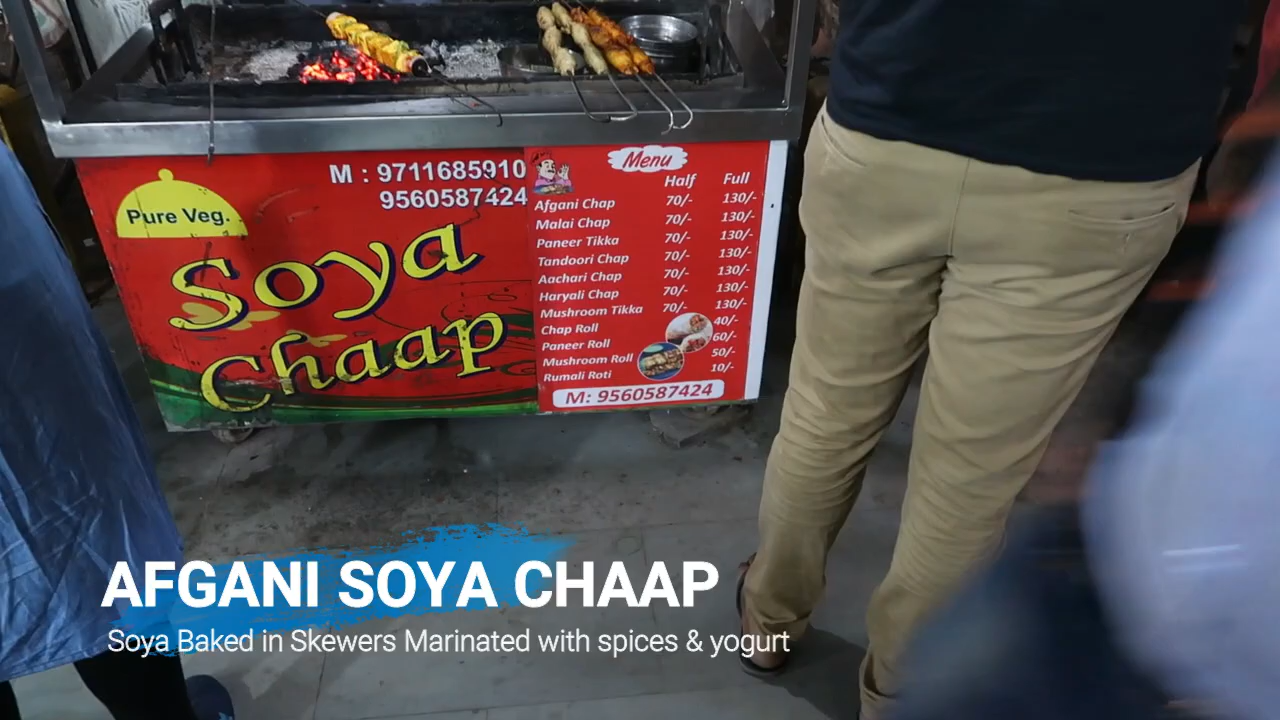 Pure Veg.
M : 9711685910
9560587424
Soya
Chaap
Menu
Half Full
Afgani Chap 70/- 130/-
Malai Chap 70/- 130/-
Paneer Tikka 70/- 130/-
Tandoori Chap 70/- 130/-
Aachari Chap 70/- 130/-
Haryali Chap 70/- 130/-
Mushroom Tikka 70/- 130/-
Chap Roll 40/-
Paneer Roll 60/-
Mushroom Roll 50/-
Rumali Roti 10/-
M: 9560587424
AFGANI SOYA CHAAP
Soya Baked in Skewers Marinated with spices & yogurt